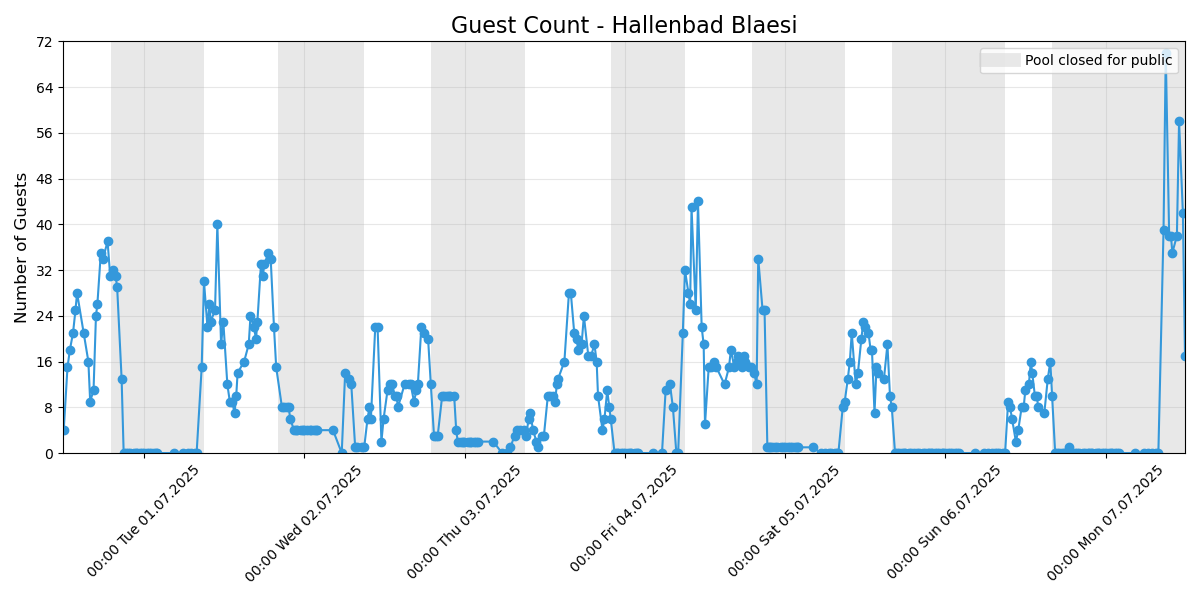 Guest Count - Hallenbad Blaesi
Pool closed for public
Number of Guests
72
64
56
48
40
32
24
16
8
0
00:00 Tue 01.07.2025
00:00 Wed 02.07.2025
00:00 Thu 03.07.2025
00:00 Fri 04.07.2025
00:00 Sat 05.07.2025
00:00 Sun 06.07.2025
00:00 Mon 07.07.2025